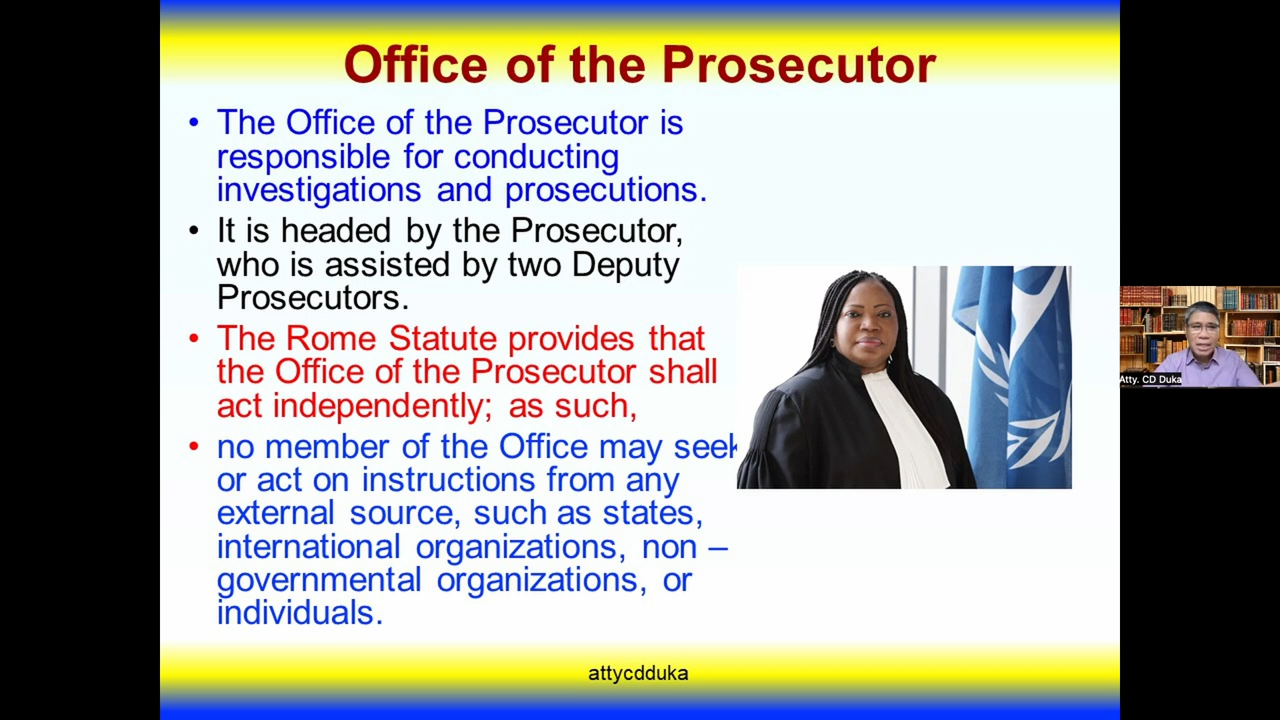 Office of the Prosecutor
• The Office of the Prosecutor is
responsible for conducting
investigations and prosecutions.
• It is headed by the Prosecutor,
who is assisted by two Deputy
Prosecutors.
• The Rome Statute provides that
the Office of the Prosecutor shall
act independently; as such,
• no member of the Office may seek
or act on instructions from any
external source, such as states,
international organizations, non –
governmental organizations, or
individuals.
Atty. CD Duka
attycdduka